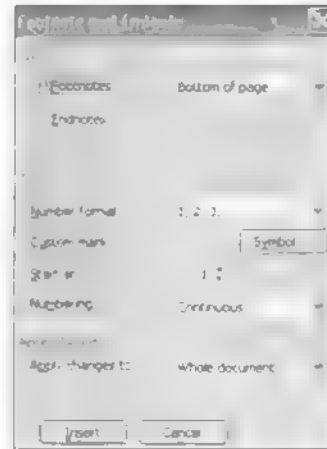 Footnote and Endnote
Footnotes Bottom of page
Endnotes
Number format 1, 2, 3,
Custom mark Symbol
Start at 1
Numbering Continuous
Apply changes to Whole document
Insert Cancel